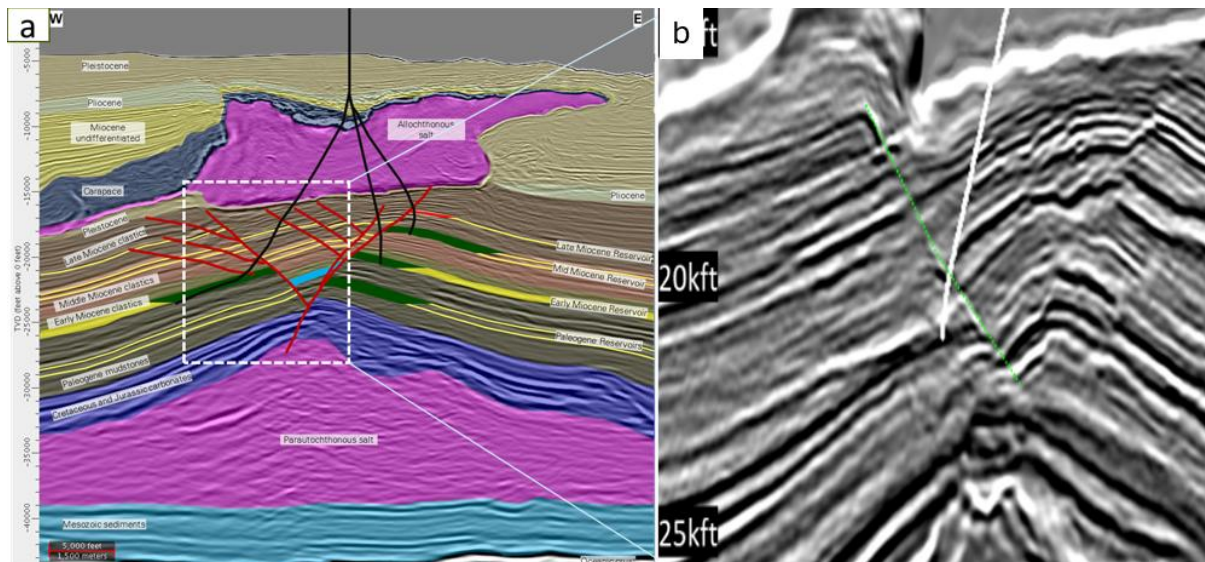 a
W
E
Pleistocene
Pliocene
Miocene
undifferentiated
Allochthonous
salt
Carapace
Pliocene
Pleistocene
Late Miocene clastics
Late Miocene Reservoir
Middle Miocene clastics
Mid Miocene Reservoir
Early Miocene clastics
Early Miocene Reservoir
Paleogene Reservoirs
Paleogene mudstones
Cretaceous and Jurassic carbonates
Parautochthonous salt
Mesozoic sediments
5,000 feet
1,500 meters
TVD (feet above 0 feet)
-5000
-10000
-15000
-20000
-25000
-30000
-35000
-40000
b
ft
20kft
25kft